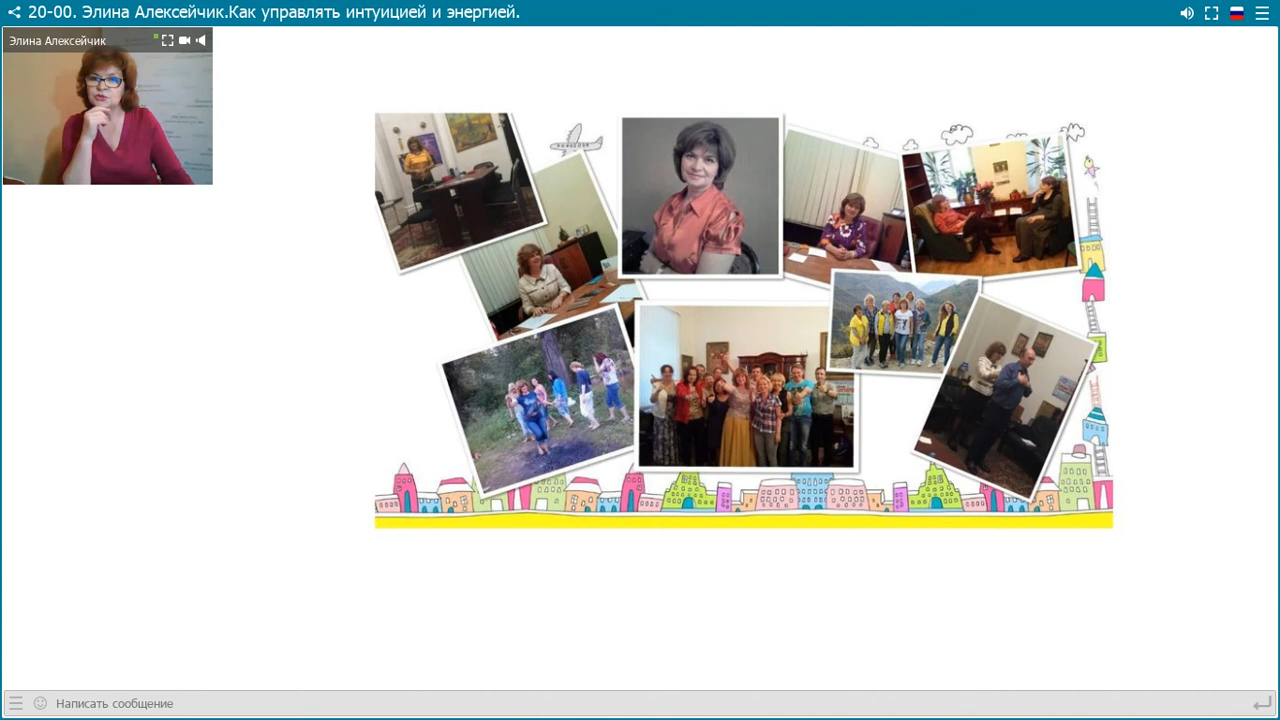 20-00. Элина Алексейчик.Как управлять интуицией и энергией.
Элина Алексейчик
Написать сообщение